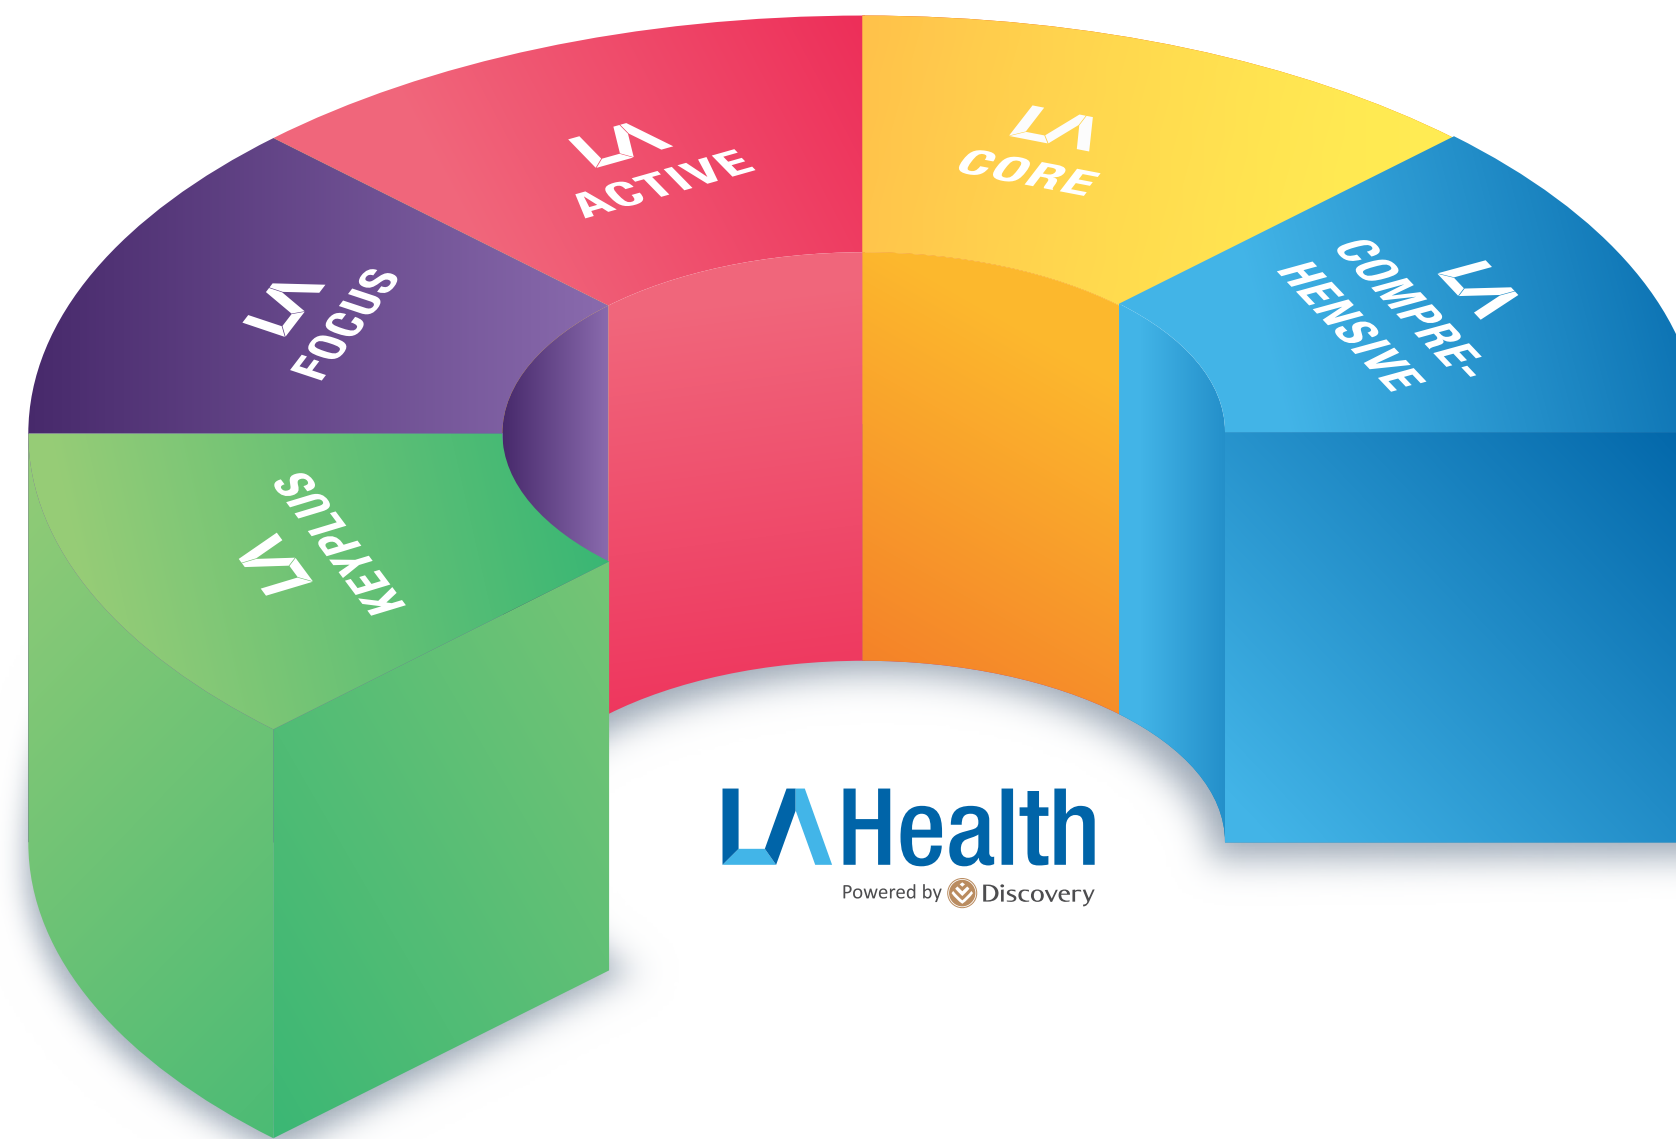 LA
KEYPLUS
LA
FOCUS
LA
ACTIVE
LA
CORE
LA
COMPRE-
HENSIVE
LA Health
Powered by Discovery